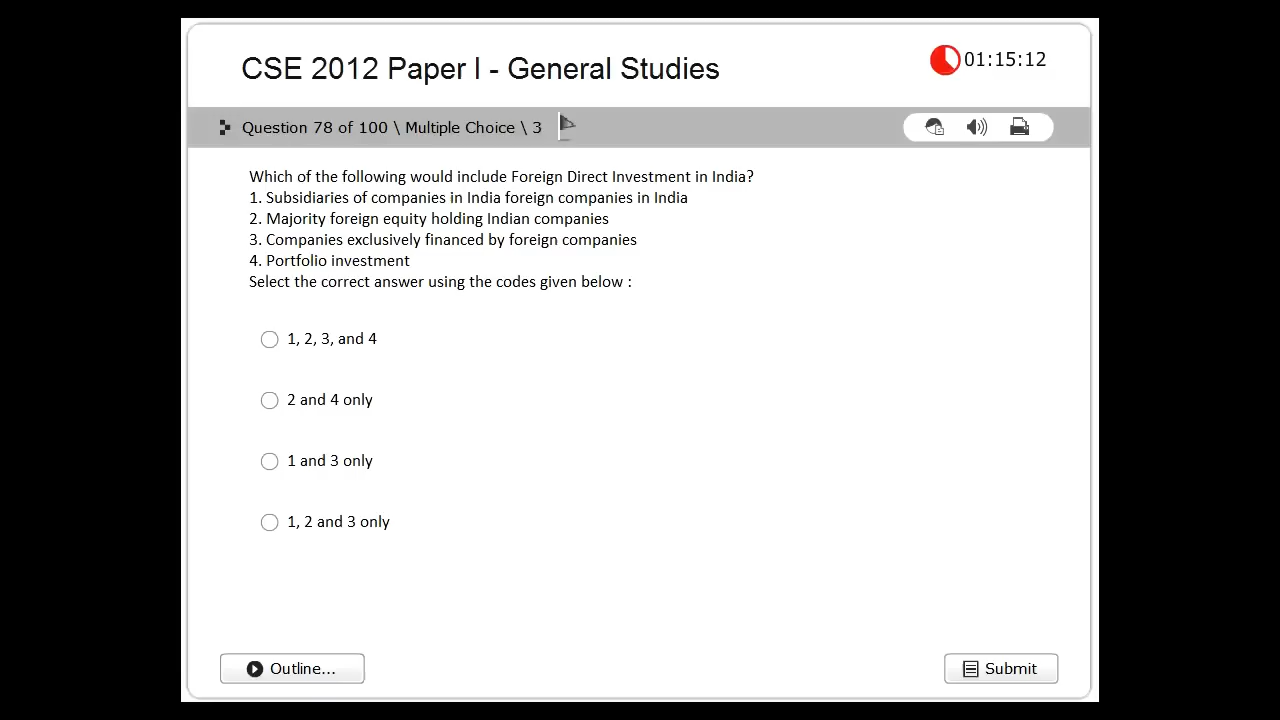 CSE 2012 Paper I - General Studies
01:15:12
Question 78 of 100 \ Multiple Choice \ 3
Which of the following would include Foreign Direct Investment in India?
1. Subsidiaries of companies in India foreign companies in India
2. Majority foreign equity holding Indian companies
3. Companies exclusively financed by foreign companies
4. Portfolio investment
Select the correct answer using the codes given below :
1, 2, 3, and 4
2 and 4 only
1 and 3 only
1, 2 and 3 only
Outline...
Submit